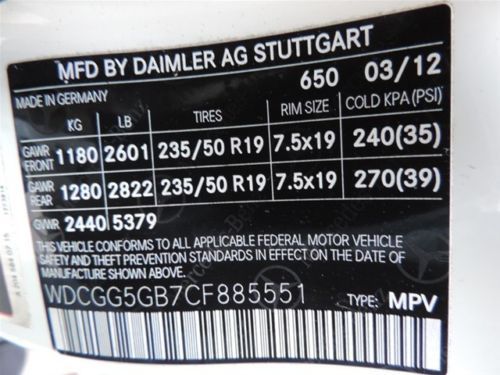 MFD BY DAIMLER AG STUTTGART
650 03/12
MADE IN GERMANY
KG LB TIRES RIM SIZE COLD KPA (PSI)
GAWR FRONT 1180 2601 235/50 R19 7.5x19 240(35)
GAWR REAR 1280 2822 235/50 R19 7.5x19 270(39)
GVWR 2440 5379
THIS VEHICLE CONFORMS TO ALL APPLICABLE FEDERAL MOTOR VEHICLE
SAFETY AND THEFT PREVENTION STANDARDS IN EFFECT ON THE DATE
OF MANUFACTURE SHOWN ABOVE.
WDCGG5GB7CF885551 TYPE: MPV